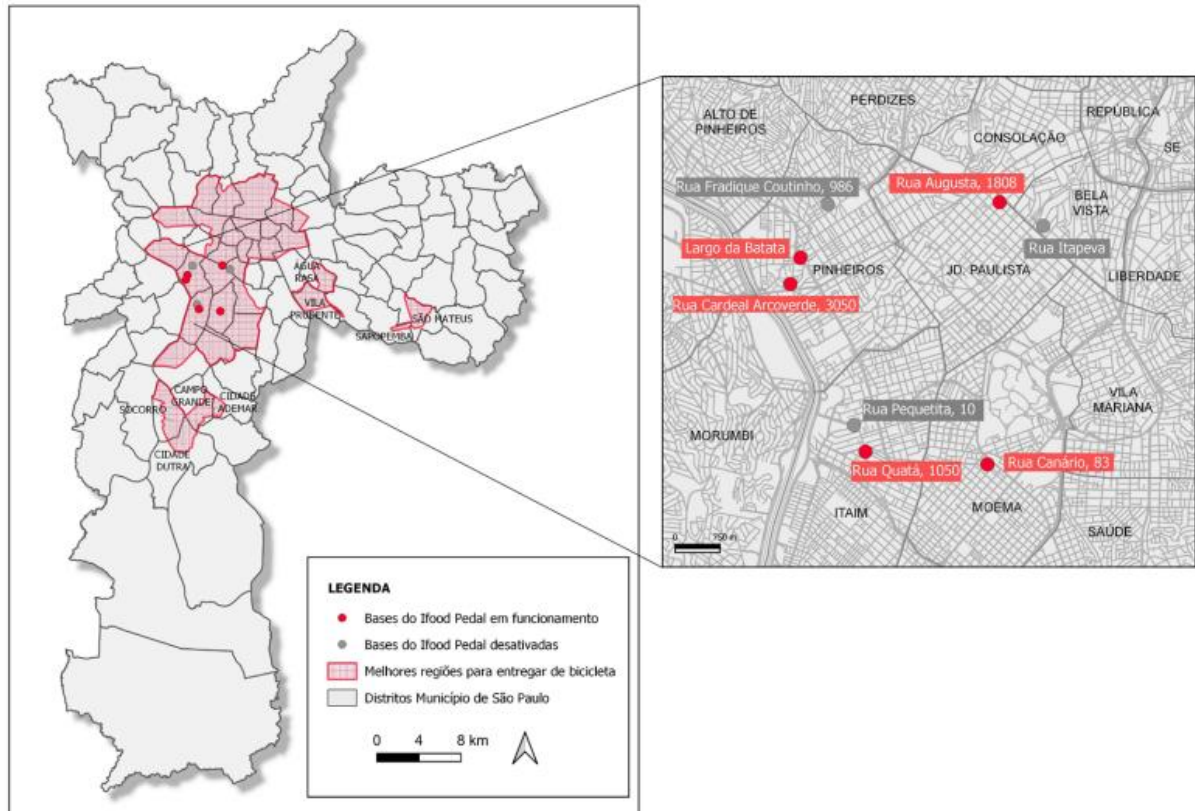 ÁGUA
RASA
VILA
PRUDENTE
SAPOPEMBA
SÃO MATEUS
CAMPO
GRANDE
CIDADE
ADEMAR
SOCORRO
CIDADE
DUTRA
LEGENDA
Bases do Ifood Pedal em funcionamento
Bases do Ifood Pedal desativadas
Melhores regiões para entregar de bicicleta
Distritos Município de São Paulo
0 4 8 km
PERDIZES
ALTO DE
PINHEIROS
REPÚBLICA
CONSOLAÇÃO
SE
Rua Fradique Coutinho, 986
Rua Augusta, 1808
BELA
VISTA
Rua Itapeva
Largo da Batata
PINHEIROS
JD. PAULISTA
LIBERDADE
Rua Cardeal Arcoverde, 3050
VILA
MARIANA
Rua Pequetita, 10
MORUMBI
Rua Quatá, 1050
Rua Canário, 83
ITAIM
MOEMA
SAÚDE
0 750 m